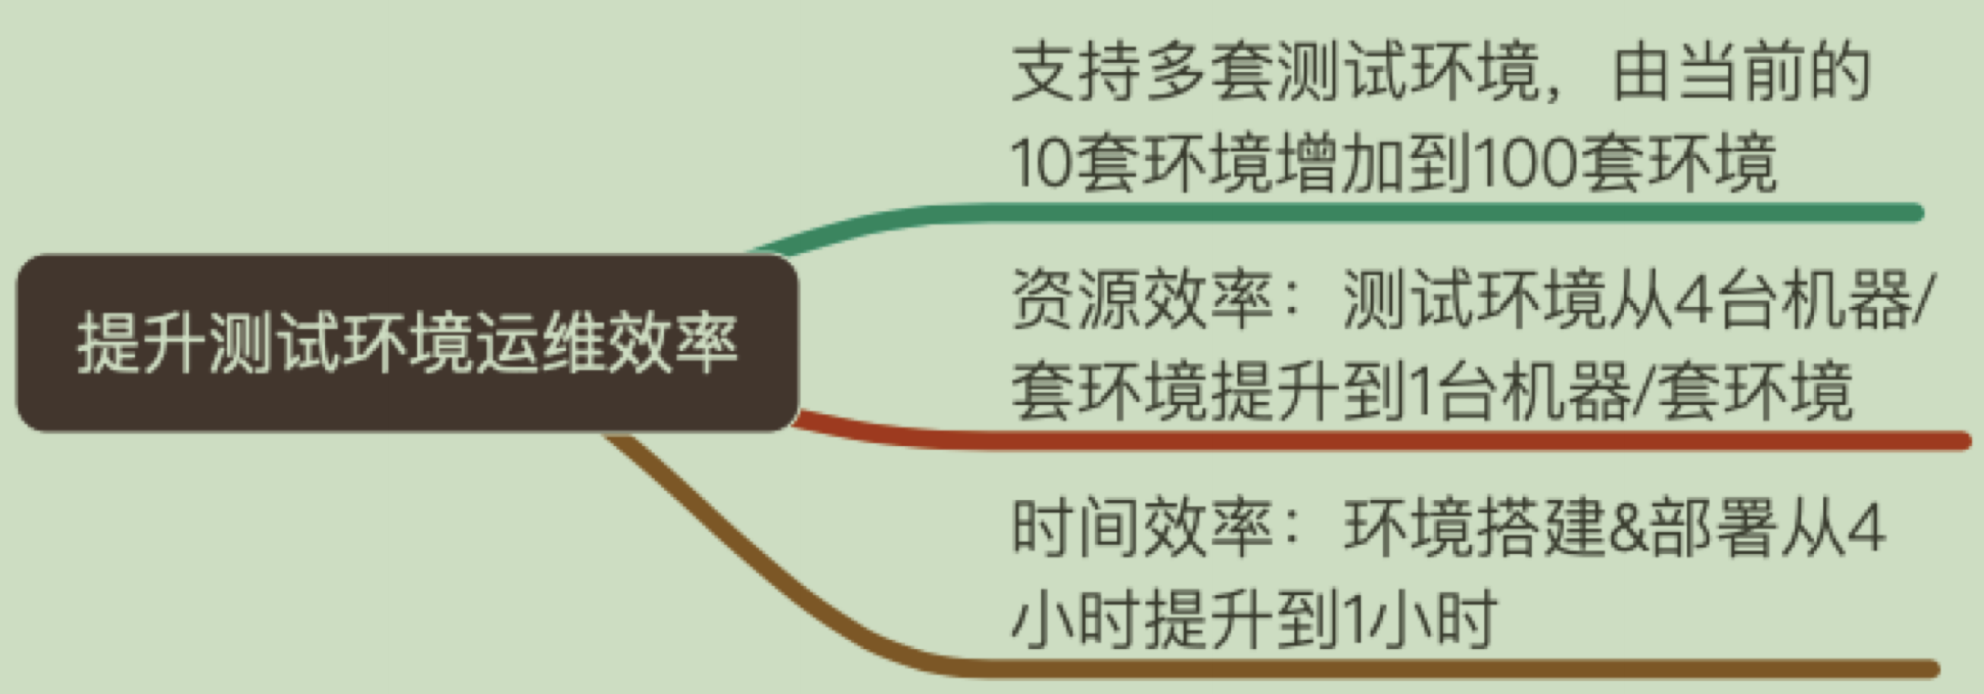 支持多套测试环境，由当前的
10套环境增加到100套环境
提升测试环境运维效率
资源效率：测试环境从4台机器/
套环境提升到1台机器/套环境
时间效率：环境搭建&部署从4
小时提升到1小时